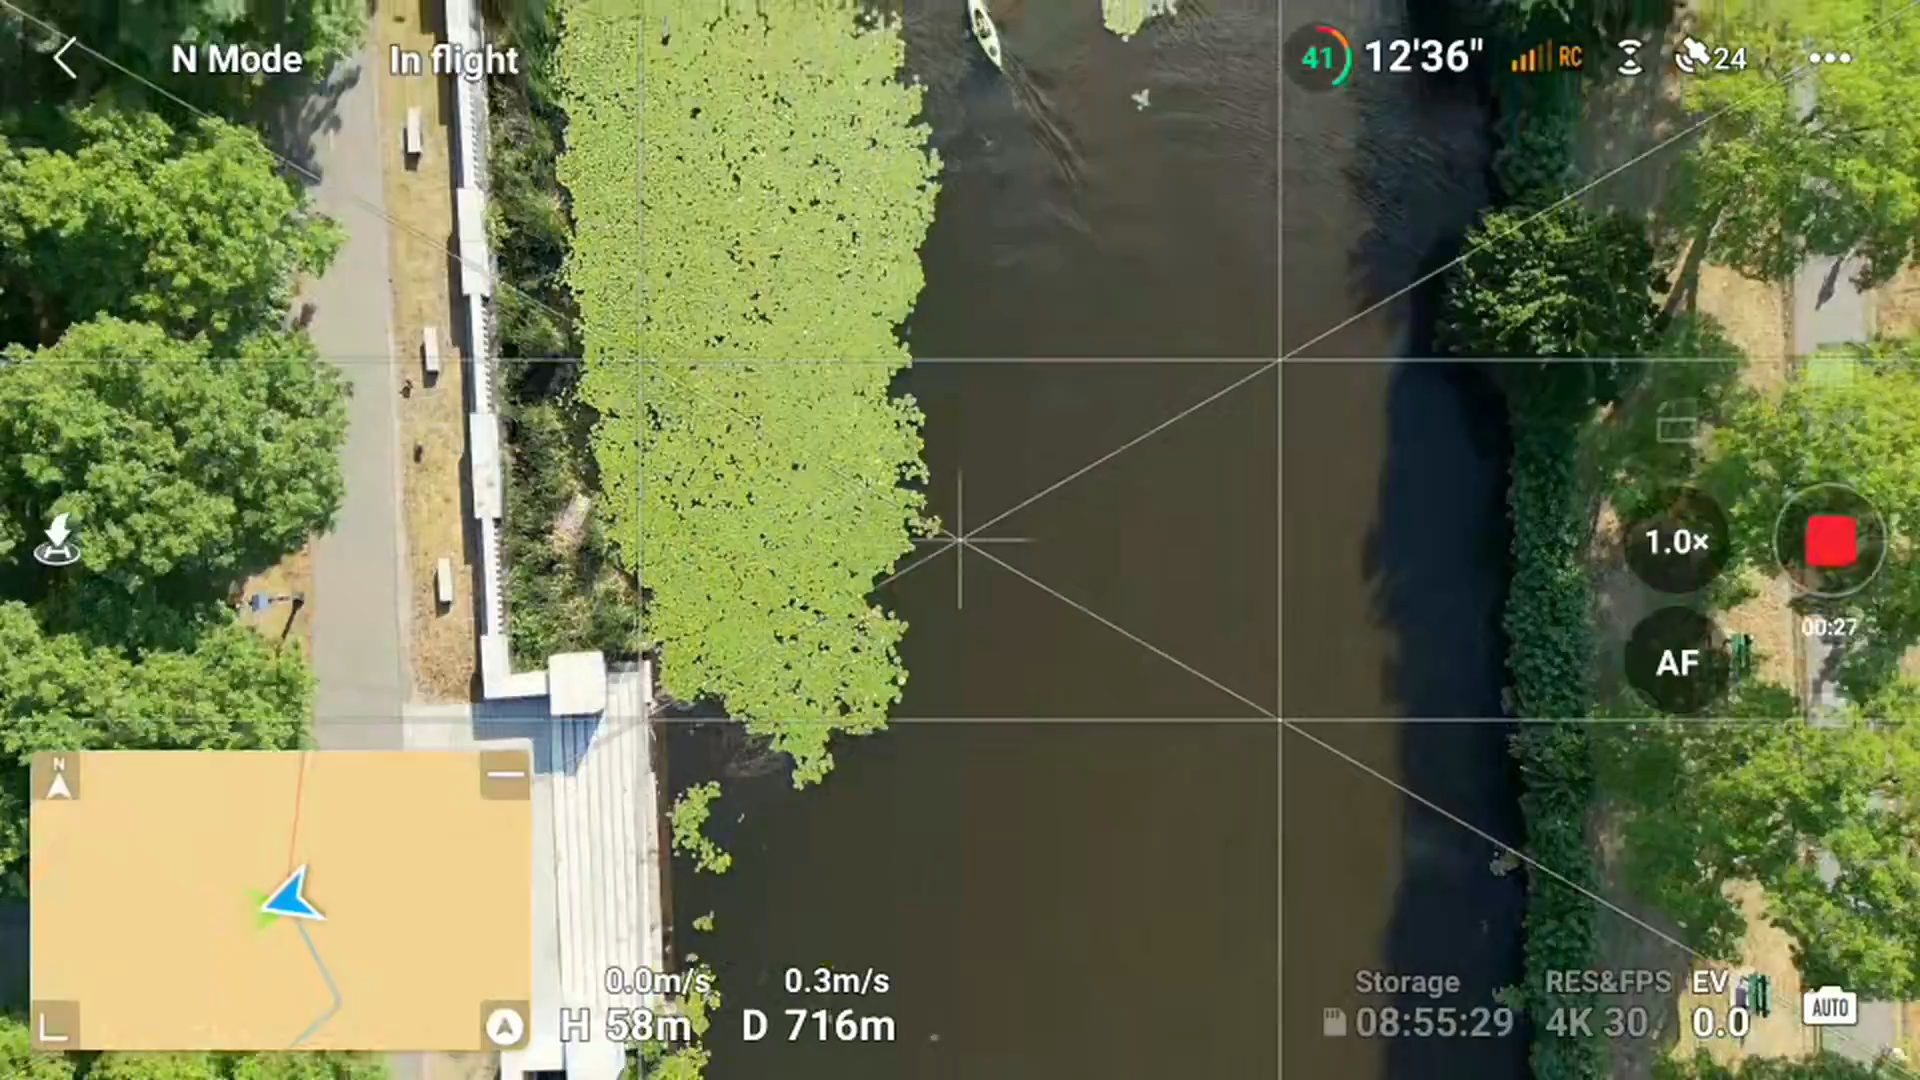 N Mode
In flight
41
12'36"
RC
24
1.0×
00:27
AF
N
0.0m/s
0.3m/s
H 58m
D 716m
Storage
08:55:29
RES&FPS
4K 30
EV
0.0
AUTO